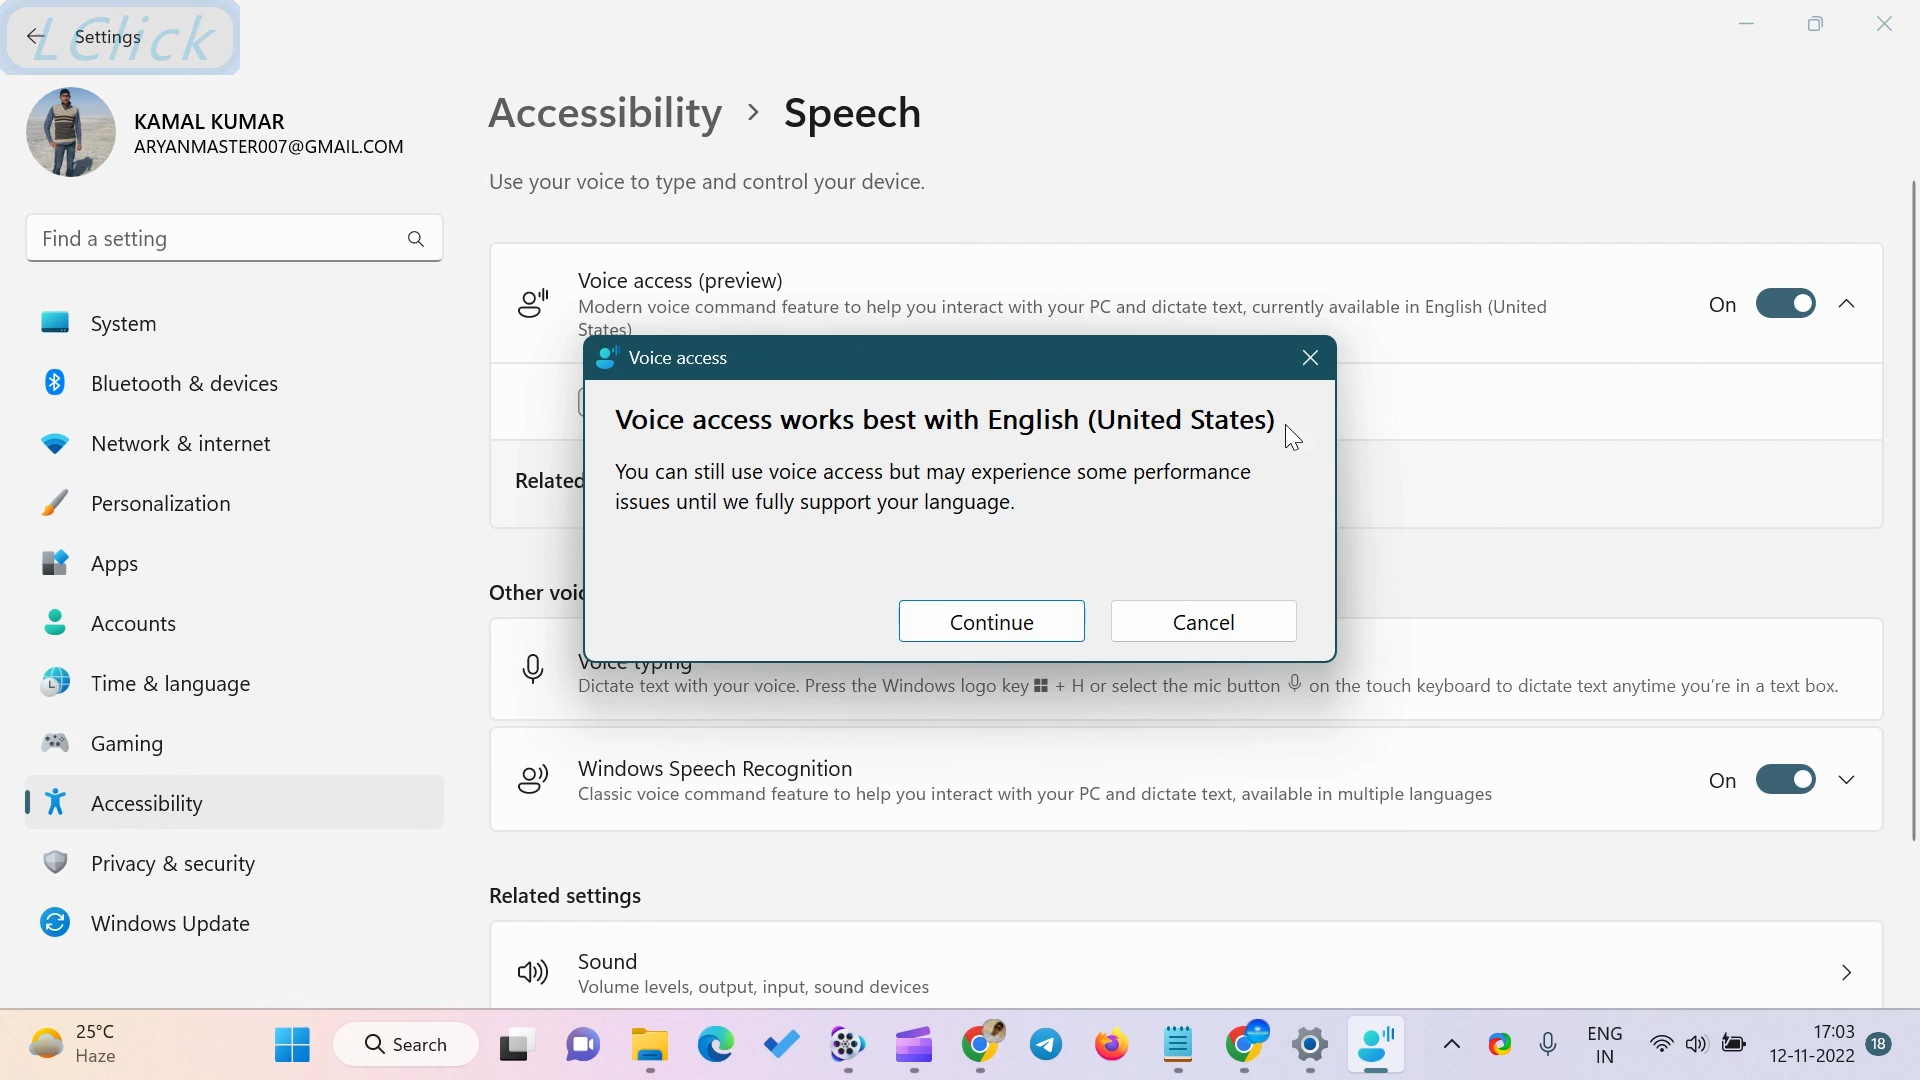 LClick
Settings
KAMAL KUMAR
ARYANMASTER007@GMAIL.COM
Find a setting
System
Bluetooth & devices
Network & internet
Personalization
Apps
Accounts
Time & language
Gaming
Accessibility
Privacy & security
Windows Update
Accessibility > Speech
Use your voice to type and control your device.
Voice access (preview)
Modern voice command feature to help you interact with your PC and dictate text, currently available in English (United
States)
On
Voice access
Voice access works best with English (United States)
You can still use voice access but may experience some performance
issues until we fully support your language.
Continue
Cancel
Related
Other voic
Voice typing
Dictate text with your voice. Press the Windows logo key + H or select the mic button on the touch keyboard to dictate text anytime you're in a text box.
Windows Speech Recognition
Classic voice command feature to help you interact with your PC and dictate text, available in multiple languages
On
Related settings
Sound
Volume levels, output, input, sound devices
25°C
Haze
Search
ENG
IN
17:03
12-11-2022
18